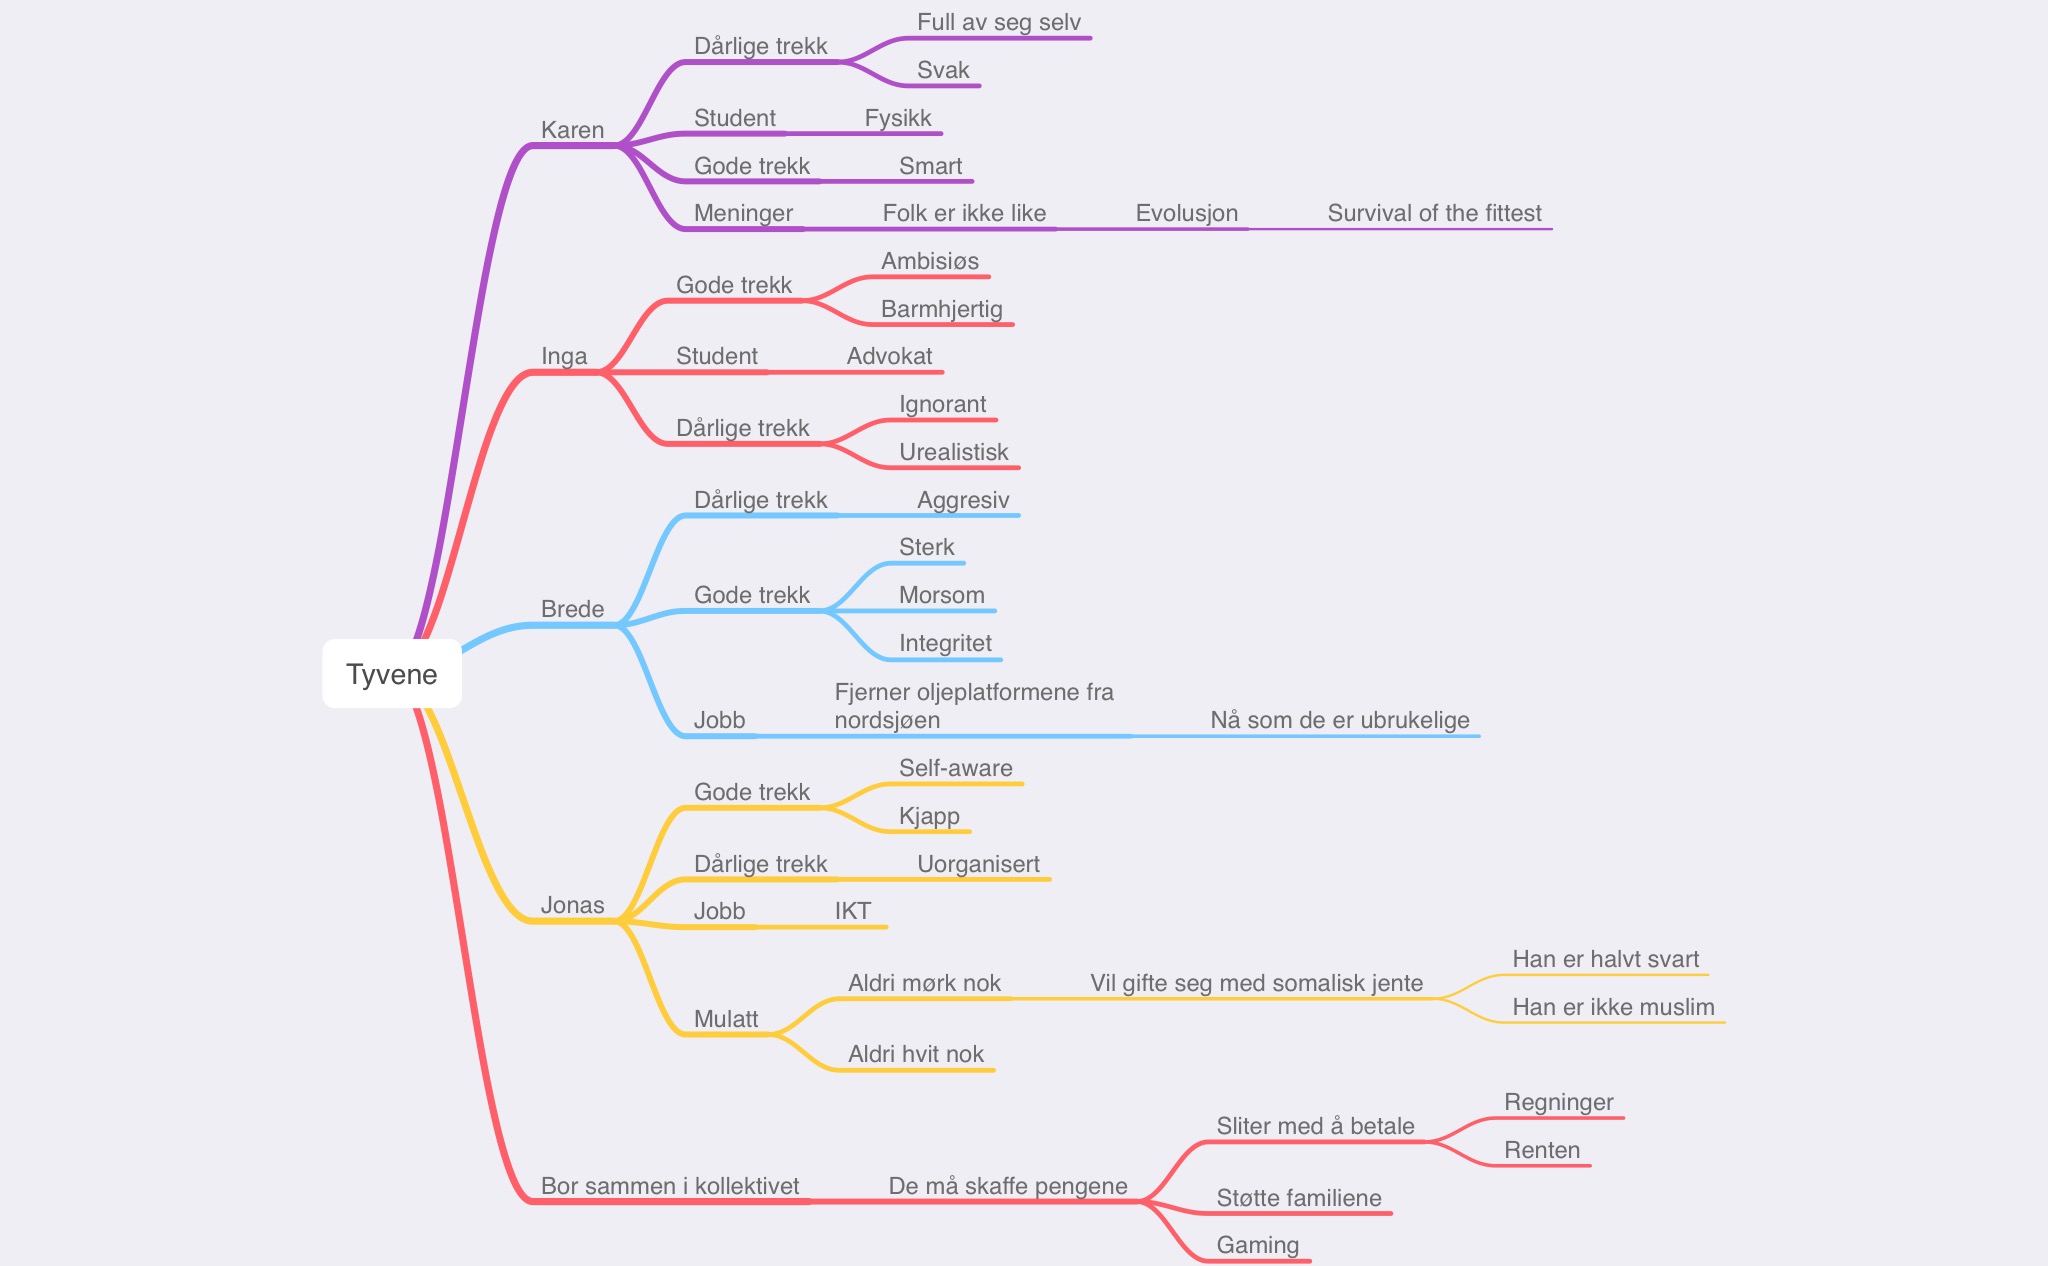 Tyvene
Karen
Dårlige trekk
Full av seg selv
Svak
Student
Fysikk
Gode trekk
Smart
Meninger
Folk er ikke like
Evolusjon
Survival of the fittest
Inga
Gode trekk
Ambisiøs
Barmhjertig
Student
Advokat
Dårlige trekk
Ignorant
Urealistisk
Brede
Dårlige trekk
Aggresiv
Gode trekk
Sterk
Morsom
Integritet
Jobb
Fjerner oljeplatformene fra
nordsjøen
Nå som de er ubrukelige
Jonas
Gode trekk
Self-aware
Kjapp
Dårlige trekk
Uorganisert
Jobb
IKT
Mulatt
Aldri mørk nok
Vil gifte seg med somalisk jente
Han er halvt svart
Han er ikke muslim
Aldri hvit nok
Bor sammen i kollektivet
De må skaffe pengene
Sliter med å betale
Regninger
Renten
Støtte familiene
Gaming